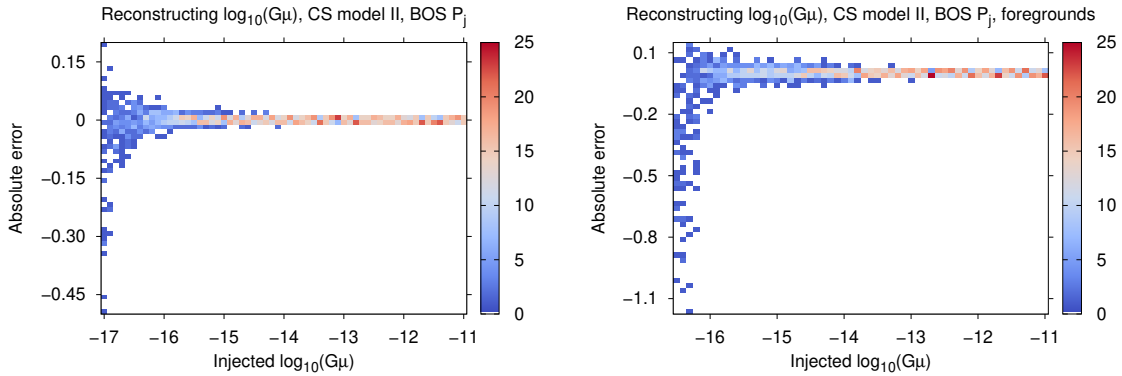 Reconstructing log₁₀(Gμ), CS model II, BOS Pⱼ
Absolute error
0.15
0
−0.15
−0.30
−0.45
−17 −16 −15 −14 −13 −12 −11
Injected log₁₀(Gμ)
25
20
15
10
5
0
Reconstructing log₁₀(Gμ), CS model II, BOS Pⱼ, foregrounds
Absolute error
0.1
−0.2
−0.5
−0.8
−1.1
−16 −15 −14 −13 −12 −11
Injected log₁₀(Gμ)
25
20
15
10
5
0